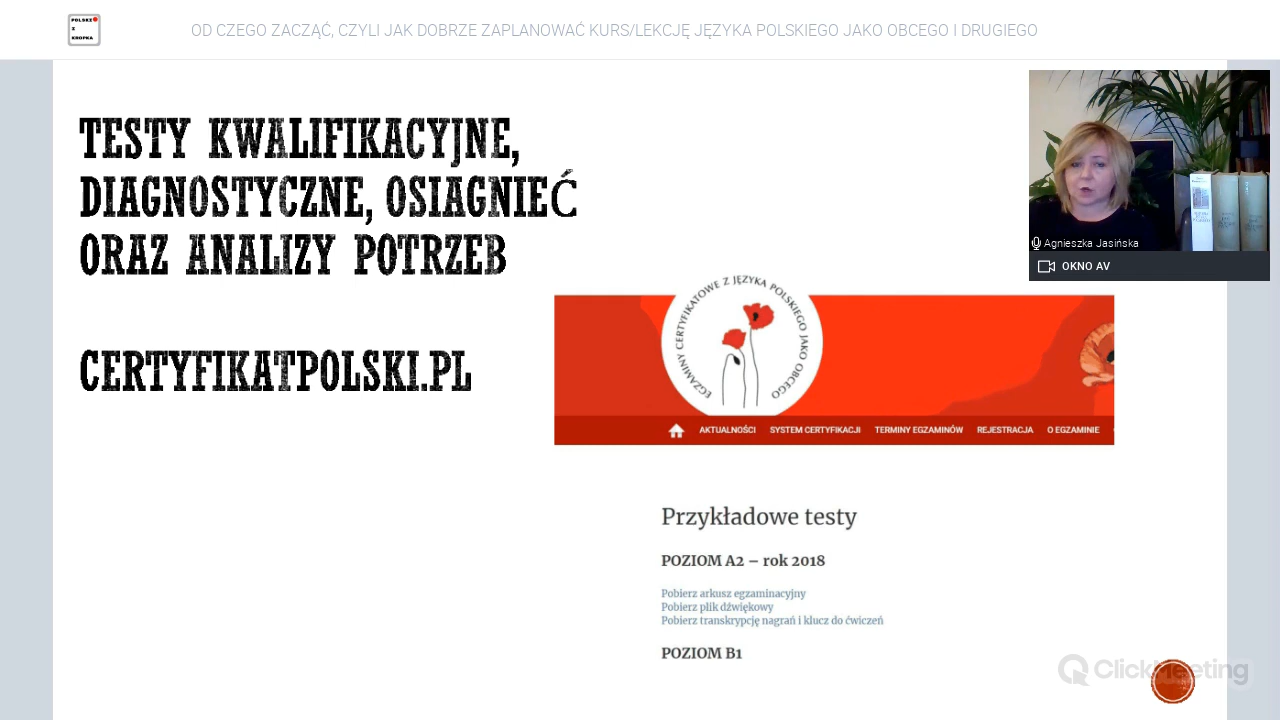 POLSKI
Z
KROPKA
OD CZEGO ZACZĄĆ, CZYLI JAK DOBRZE ZAPLANOWAĆ KURS/LEKCJĘ JĘZYKA POLSKIEGO JAKO OBCEGO I DRUGIEGO
TESTY KWALIFIKACYJNE,
DIAGNOSTYCZNE, OSIAGNIEĆ
ORAZ ANALIZY POTRZEB
CERTYFIKATPOLSKI.PL
Agnieszka Jasińska
OKNO AV
EGZAMINY CERTYFIKATOWE Z JĘZYKA POLSKIEGO JAKO OBCEGO
AKTUALNOŚCI SYSTEM CERTYFIKACJI TERMINY EGZAMINÓW REJESTRACJA O EGZAMINIE
Przykładowe testy
POZIOM A2 – rok 2018
Pobierz arkusz egzaminacyjny
Pobierz plik dźwiękowy
Pobierz transkrypcję nagrań i klucz do ćwiczeń
POZIOM B1
ClickMeeting